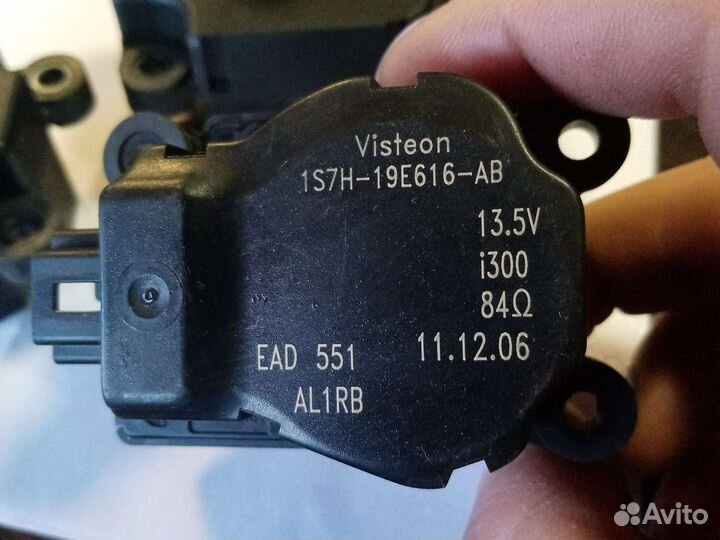 Visteon
1S7H-19E616-AB
13.5V
i300
84Ω
EAD 551
11.12.06
AL1RB
Avito